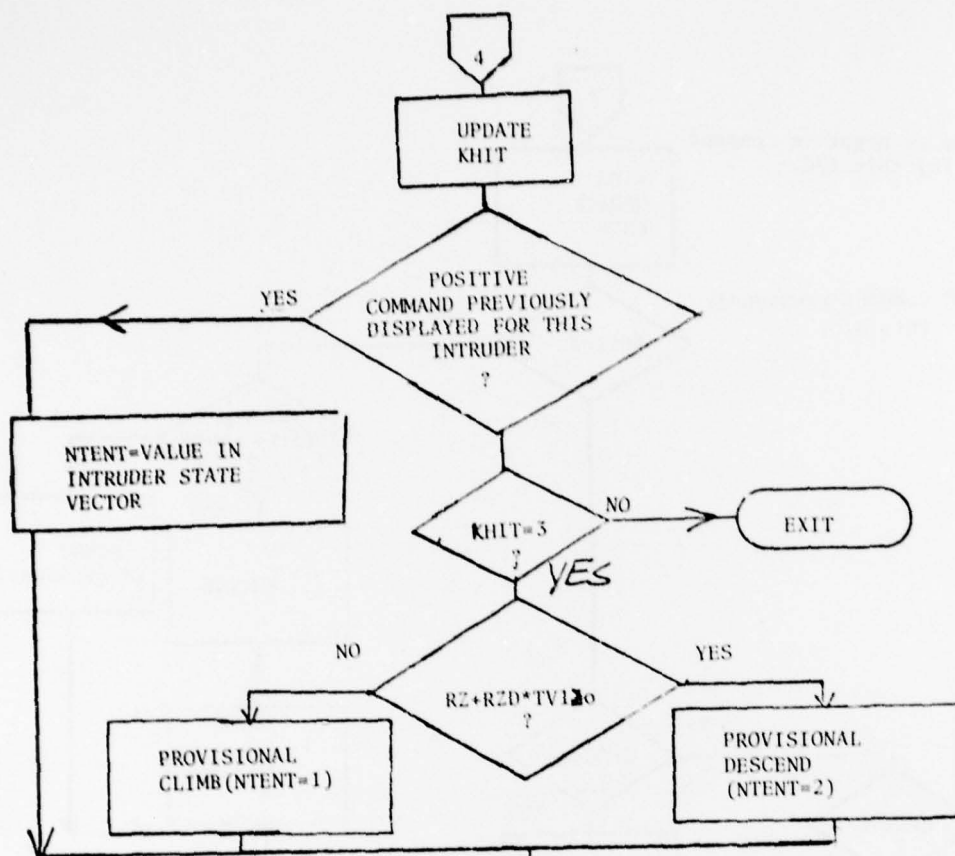 4
UPDATE
KHIT
POSITIVE
COMMAND PREVIOUSLY
DISPLAYED FOR THIS
INTRUDER
?
YES
NTENT=VALUE IN
INTRUDER STATE
VECTOR
KHIT=3
?
NO
EXIT
YES
NO
YES
RZ+RZD*TV1
?
PROVISIONAL
CLIMB(NTENT=1)
PROVISIONAL
DESCEND
(NTENT=2)